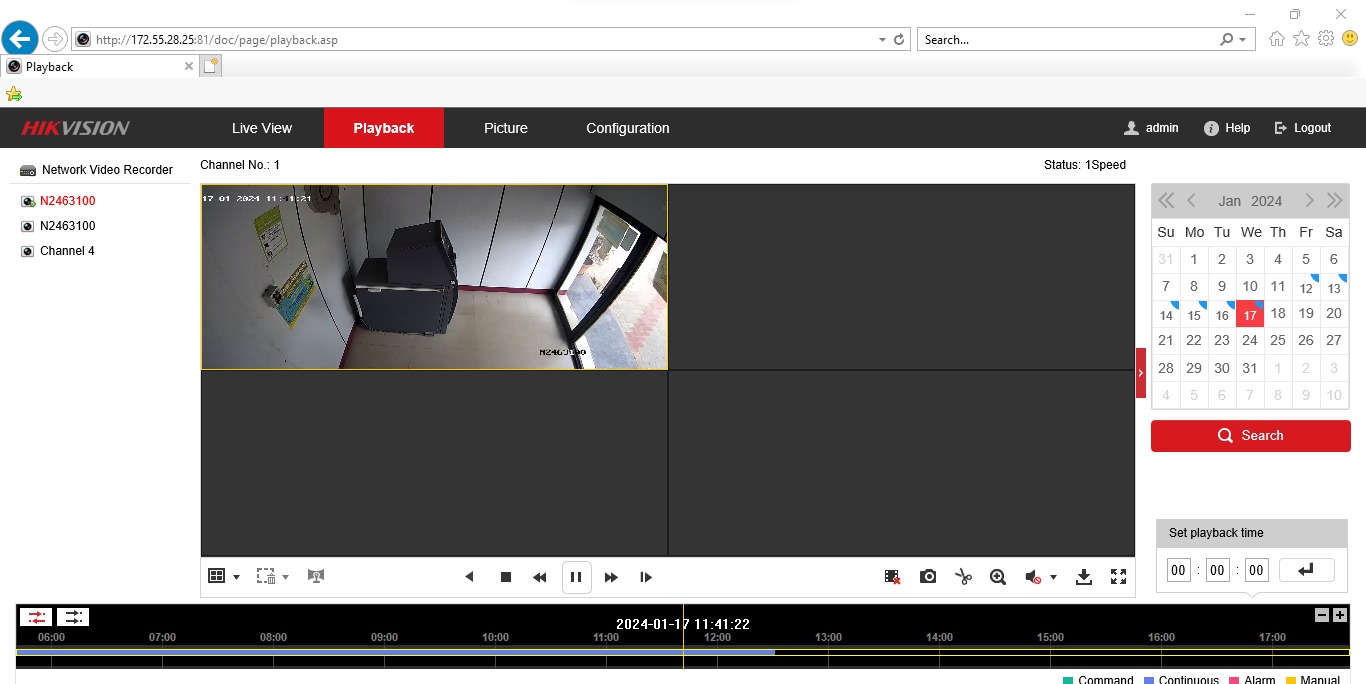 http://172.55.28.25:81/doc/page/playback.asp
Search...
Playback
HIKVISION
Live View
Playback
Picture
Configuration
admin
Help
Logout
Network Video Recorder
N2463100
N2463100
Channel 4
Channel No.: 1
Status: 1Speed
17 01 2024 11:41:21
N2463100
Jan 2024
Su Mo Tu We Th Fr Sa
31 1 2 3 4 5 6
7 8 9 10 11 12 13
14 15 16 17 18 19 20
21 22 23 24 25 26 27
28 29 30 31 1 2 3
4 5 6 7 8 9 10
Search
Set playback time
00 : 00 : 00
2024-01-17 11:41:22
06:00 07:00 08:00 09:00 10:00 11:00 12:00 13:00 14:00 15:00 16:00 17:00
Command Continuous Alarm Manual